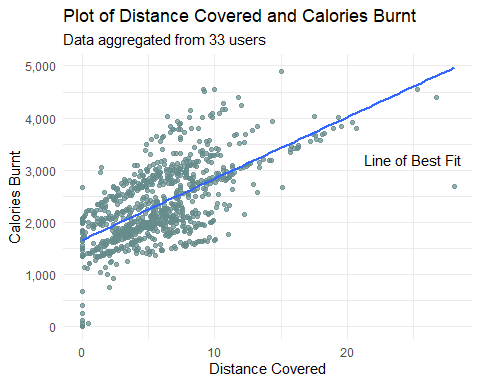 Plot of Distance Covered and Calories Burnt
Data aggregated from 33 users
Calories Burnt
5,000
4,000
3,000
2,000
1,000
0
Line of Best Fit
0
10
20
Distance Covered